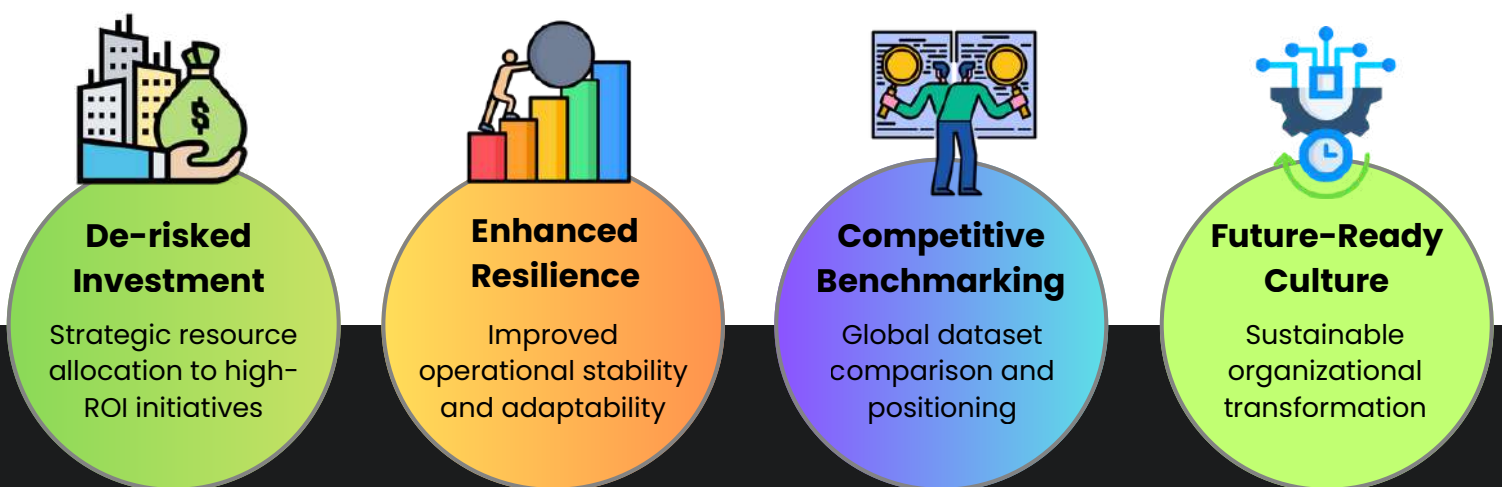 $
De-risked
Investment
Strategic resource
allocation to high-
ROI initiatives
Enhanced
Resilience
Improved
operational stability
and adaptability
Competitive
Benchmarking
Global dataset
comparison and
positioning
Future-Ready
Culture
Sustainable
organizational
transformation